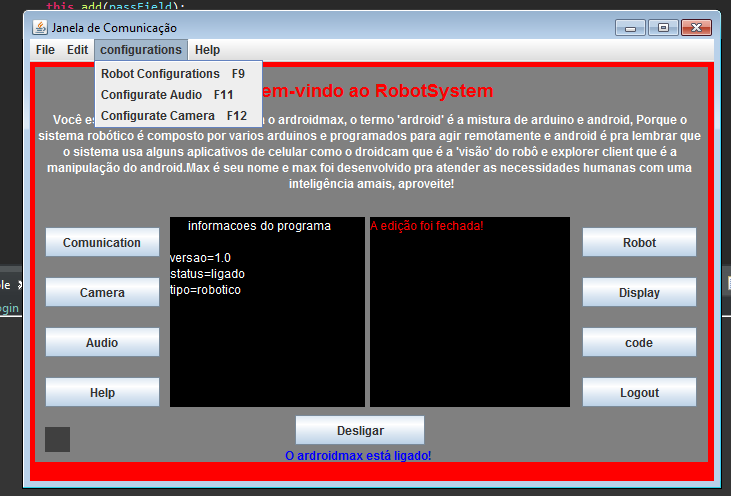 this.add(passField);
Janela de Comunicação
File Edit configurations Help
Robot Configurations F9
Configurate Audio F11
Configurate Camera F12
em-vindo ao RobotSystem
Você es o ardroidmax, o termo 'ardroid' é a mistura de arduino e android, Porque o
sistema robótio é composto por varios arduinos e programados para agir remotamente e android é pra lembrar que
o sistema usa alguns aplicativos de celular como o droidcam que é a 'visão' do robô e explorer client que é a
manipulação do android.Max é seu nome e max foi desenvolvido pra atender as necessidades humanas com uma
inteligência amais, aproveite!
Comunication
Camera
Audio
Help
informacoes do programa
versao=1.0
status=ligado
tipo=robotico
A edição foi fechada!
Robot
Display
code
Logout
Desligar
O ardroidmax está ligado!
le
ogin